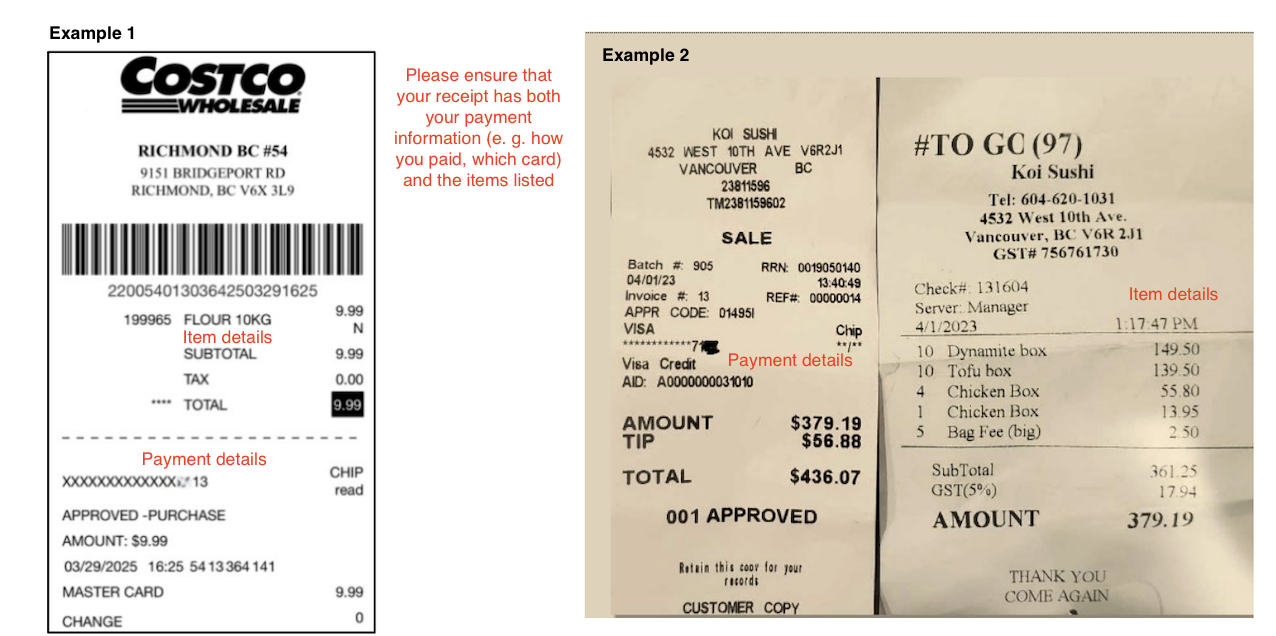 Example 1
COSTCO
WHOLESALE
RICHMOND BC #54
9151 BRIDGEPORT RD
RICHMOND, BC V6X 3L9
22005401303642503291625
199965 FLOUR 10KG 9.99
N
Item details
SUBTOTAL 9.99
TAX 0.00
**** TOTAL 9.99
Payment details
XXXXXXXXXXXXX 13 CHIP
read
APPROVED -PURCHASE
AMOUNT: $9.99
03/29/2025 16:25 5413364141
MASTER CARD 9.99
CHANGE 0
Please ensure that
your receipt has both
your payment
information (e. g. how
you paid, which card)
and the items listed
Example 2
KOI SUSHI
4532 WEST 10TH AVE V6R2J1
VANCOUVER BC
23811596
TM2381159602
SALE
Batch #: 905 RRN: 0019050140
04/01/23 13:40:49
Invoice #: 13 REF#: 00000014
APPR CODE: 01495I
VISA Chip
************7 **/**
Payment details
Visa Credit
AID: A0000000031010
AMOUNT $379.19
TIP $56.88
TOTAL $436.07
001 APPROVED
Retain this copy for your
records
CUSTOMER COPY
#TO GO (97)
Koi Sushi
Tel: 604-620-1031
4532 West 10th Ave.
Vancouver, BC V6R 2J1
GST# 756761730
Check#: 131604
Item details
Server: Manager
4/1/2023 1:17:47 PM
10 Dynamite box 149.50
10 Tofu box 139.50
4 Chicken Box 55.80
1 Chicken Box 13.95
5 Bag Fee (big) 2.50
SubTotal 361.25
GST(5%) 17.94
AMOUNT 379.19
THANK YOU
COME AGAIN